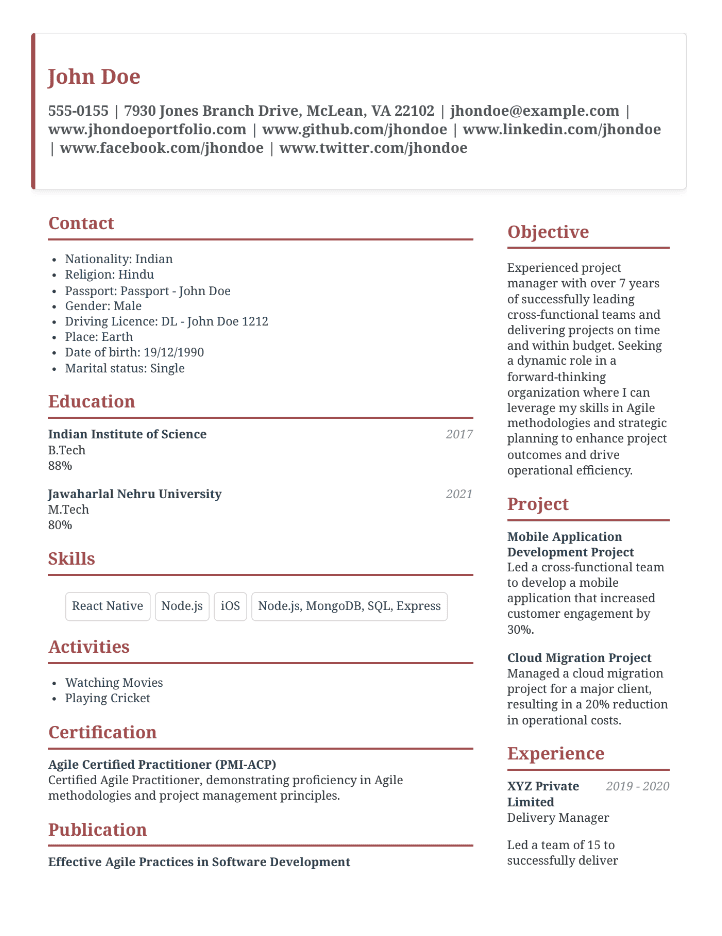 John Doe
555-0155 | 7930 Jones Branch Drive, McLean, VA 22102 | jhondoe@example.com |
www.jhondoeportfolio.com | www.github.com/jhondoe | www.linkedin.com/jhondoe
| www.facebook.com/jhondoe | www.twitter.com/jhondoe
Contact
• Nationality: Indian
• Religion: Hindu
• Passport: Passport - John Doe
• Gender: Male
• Driving Licence: DL - John Doe 1212
• Place: Earth
• Date of birth: 19/12/1990
• Marital status: Single
Education
Indian Institute of Science 2017
B.Tech
88%
Jawaharlal Nehru University 2021
M.Tech
80%
Skills
React Native Node.js iOS Node.js, MongoDB, SQL, Express
Activities
• Watching Movies
• Playing Cricket
Certification
Agile Certified Practitioner (PMI-ACP)
Certified Agile Practitioner, demonstrating proficiency in Agile
methodologies and project management principles.
Publication
Effective Agile Practices in Software Development
Objective
Experienced project
manager with over 7 years
of successfully leading
cross-functional teams and
delivering projects on time
and within budget. Seeking
a dynamic role in a
forward-thinking
organization where I can
leverage my skills in Agile
methodologies and strategic
planning to enhance project
outcomes and drive
operational efficiency.
Project
Mobile Application
Development Project
Led a cross-functional team
to develop a mobile
application that increased
customer engagement by
30%.
Cloud Migration Project
Managed a cloud migration
project for a major client,
resulting in a 20% reduction
in operational costs.
Experience
XYZ Private 2019 - 2020
Limited
Delivery Manager
Led a team of 15 to
successfully deliver